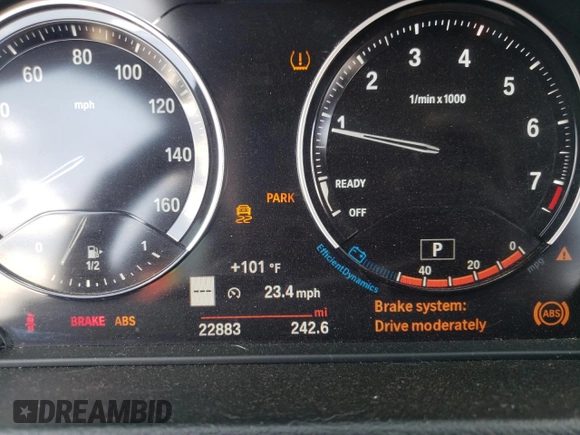 60 80 100
120
140
160
mph
0 1/2 1
1 2 3 4 5 6 7
1/min x 1000
READY
OFF
PARK
P
+101 °F
--- 23.4 mph
mi
22883 242.6
BRAKE ABS
EfficientDynamics
40 20 0
mpg
Brake system:
Drive moderately
ABS
DREAMBID